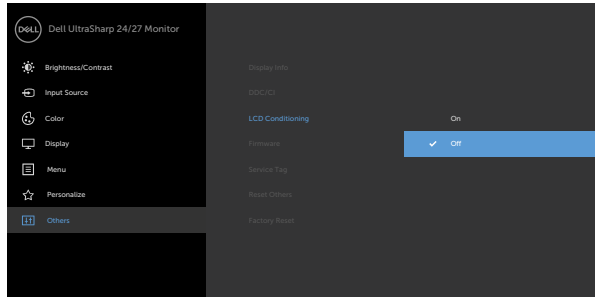 DELL
Dell UltraSharp 24/27 Monitor
Brightness/Contrast
Input Source
Color
Display
Menu
Personalize
Others
Display Info
DDC/CI
LCD Conditioning
Firmware
Service Tag
Reset Others
Factory Reset
On
Off